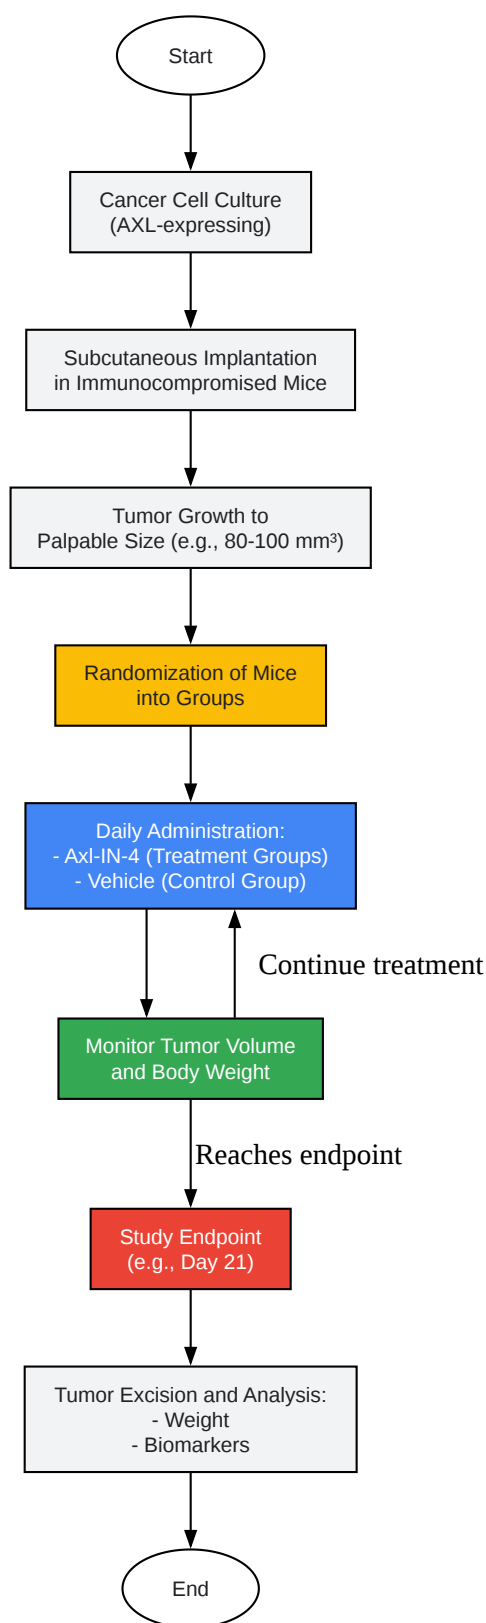 Start
Cancer Cell Culture
(AXL-expressing)
Subcutaneous Implantation
in Immunocompromised Mice
Tumor Growth to
Palpable Size (e.g., 80-100 mm³)
Randomization of Mice
into Groups
Daily Administration:
- Axl-IN-4 (Treatment Groups)
- Vehicle (Control Group)
Continue treatment
Monitor Tumor Volume
and Body Weight
Reaches endpoint
Study Endpoint
(e.g., Day 21)
Tumor Excision and Analysis:
- Weight
- Biomarkers
End